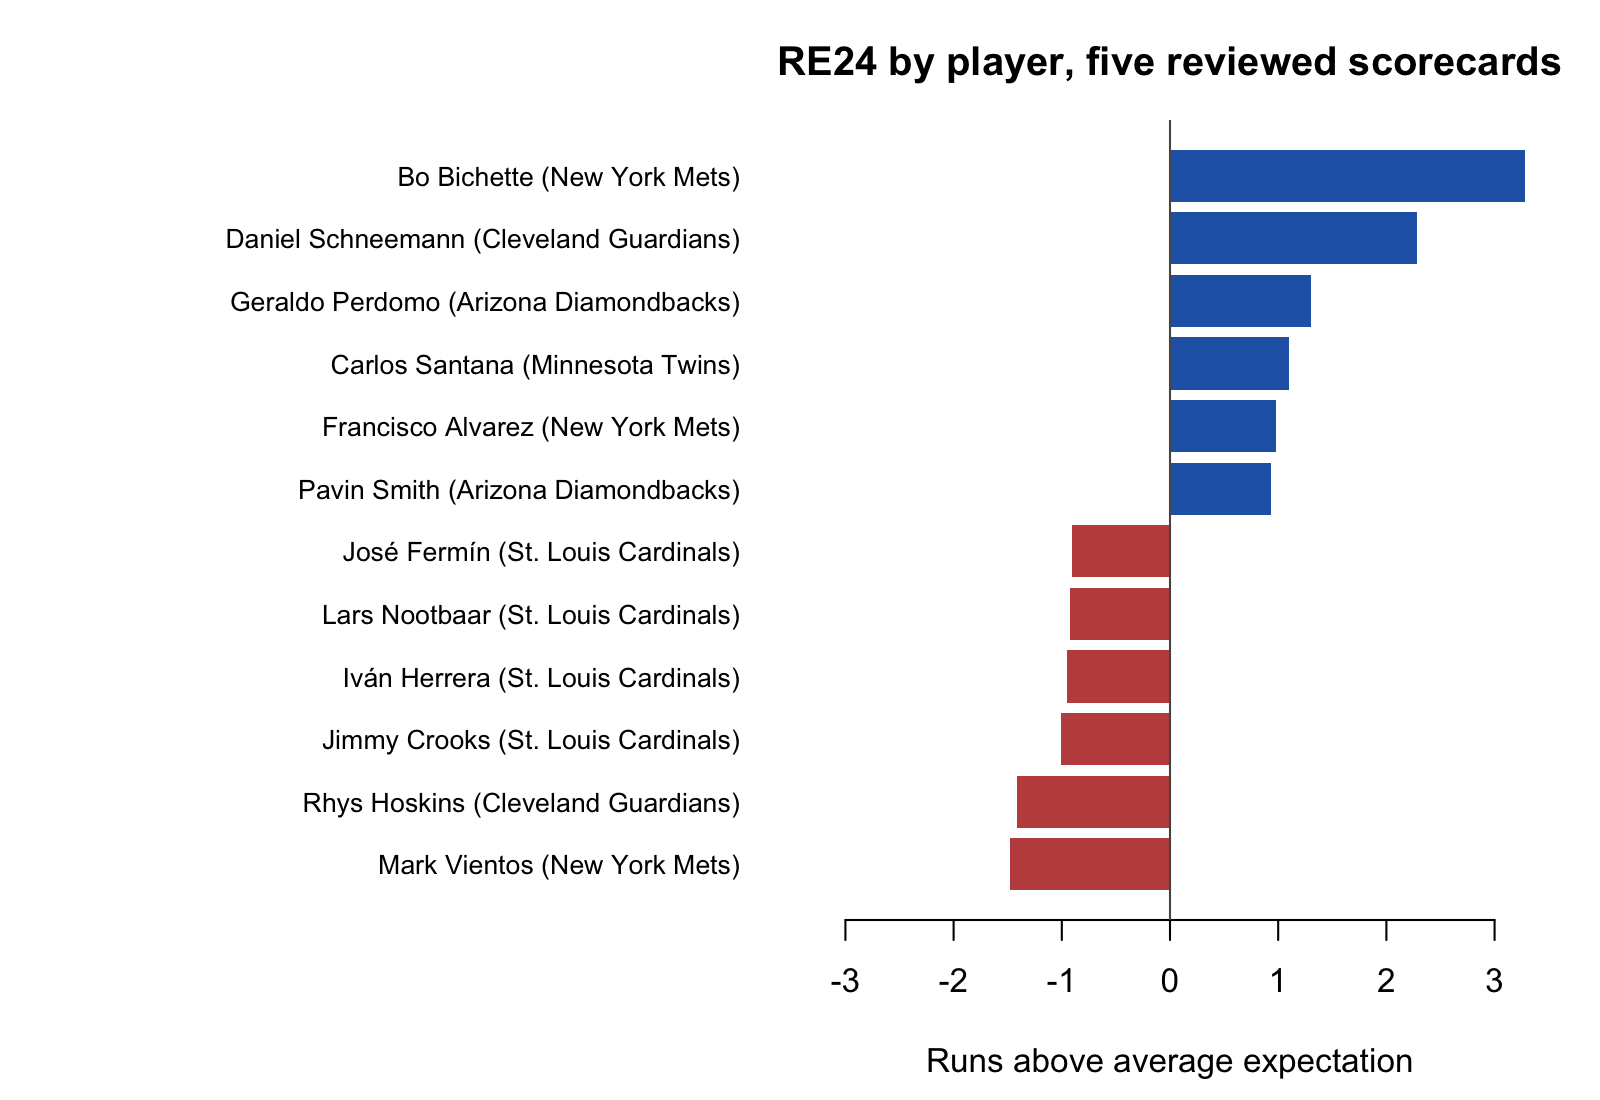 RE24 by player, five reviewed scorecards
Bo Bichette (New York Mets)
Daniel Schneemann (Cleveland Guardians)
Geraldo Perdomo (Arizona Diamondbacks)
Carlos Santana (Minnesota Twins)
Francisco Alvarez (New York Mets)
Pavin Smith (Arizona Diamondbacks)
José Fermín (St. Louis Cardinals)
Lars Nootbaar (St. Louis Cardinals)
Iván Herrera (St. Louis Cardinals)
Jimmy Crooks (St. Louis Cardinals)
Rhys Hoskins (Cleveland Guardians)
Mark Vientos (New York Mets)
-3 -2 -1 0 1 2 3
Runs above average expectation